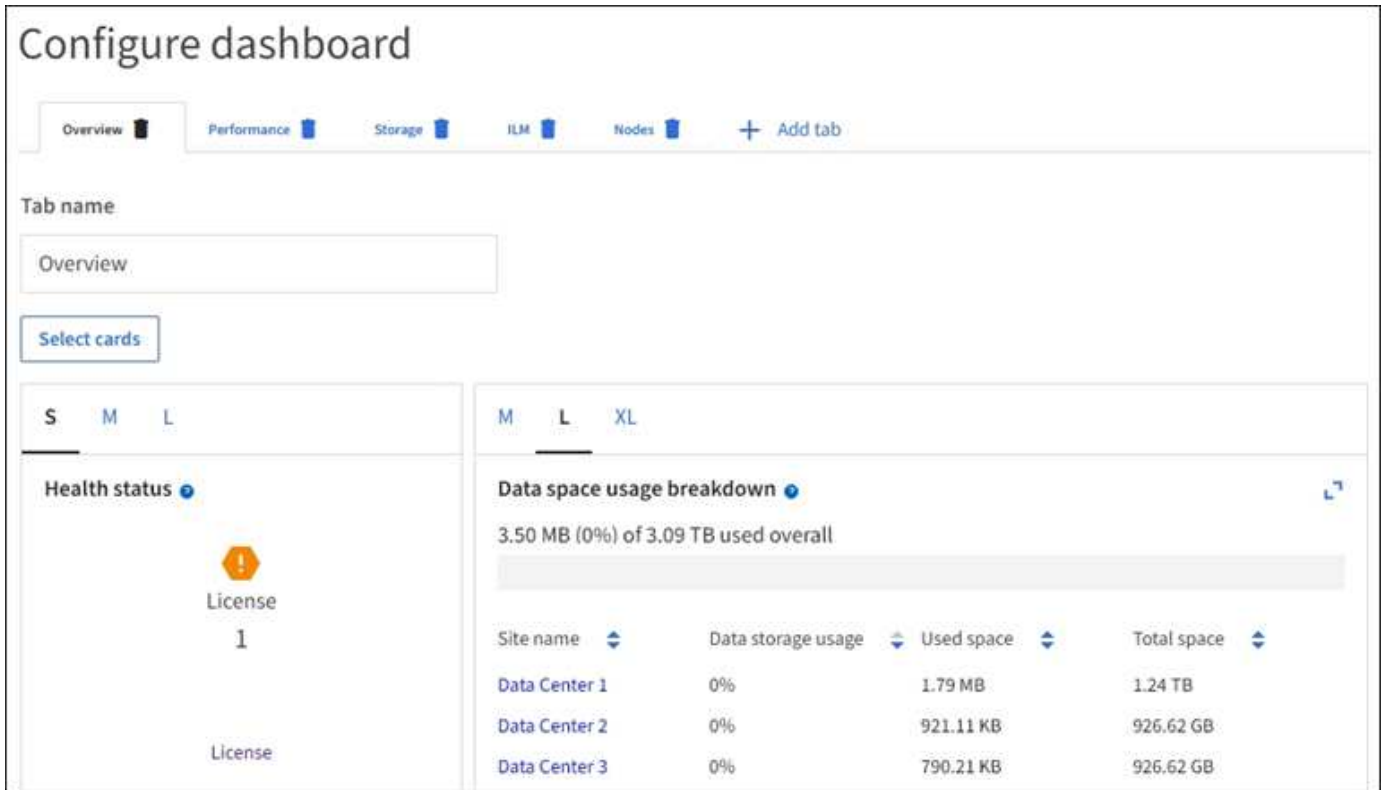 Configure dashboard
Overview Performance Storage ILM Nodes + Add tab
Tab name
Overview
Select cards
S M L
M L XL
Health status
License
1
License
Data space usage breakdown
3.50 MB (0%) of 3.09 TB used overall
Site name Data storage usage Used space Total space
Data Center 1 0% 1.79 MB 1.24 TB
Data Center 2 0% 921.11 KB 926.62 GB
Data Center 3 0% 790.21 KB 926.62 GB